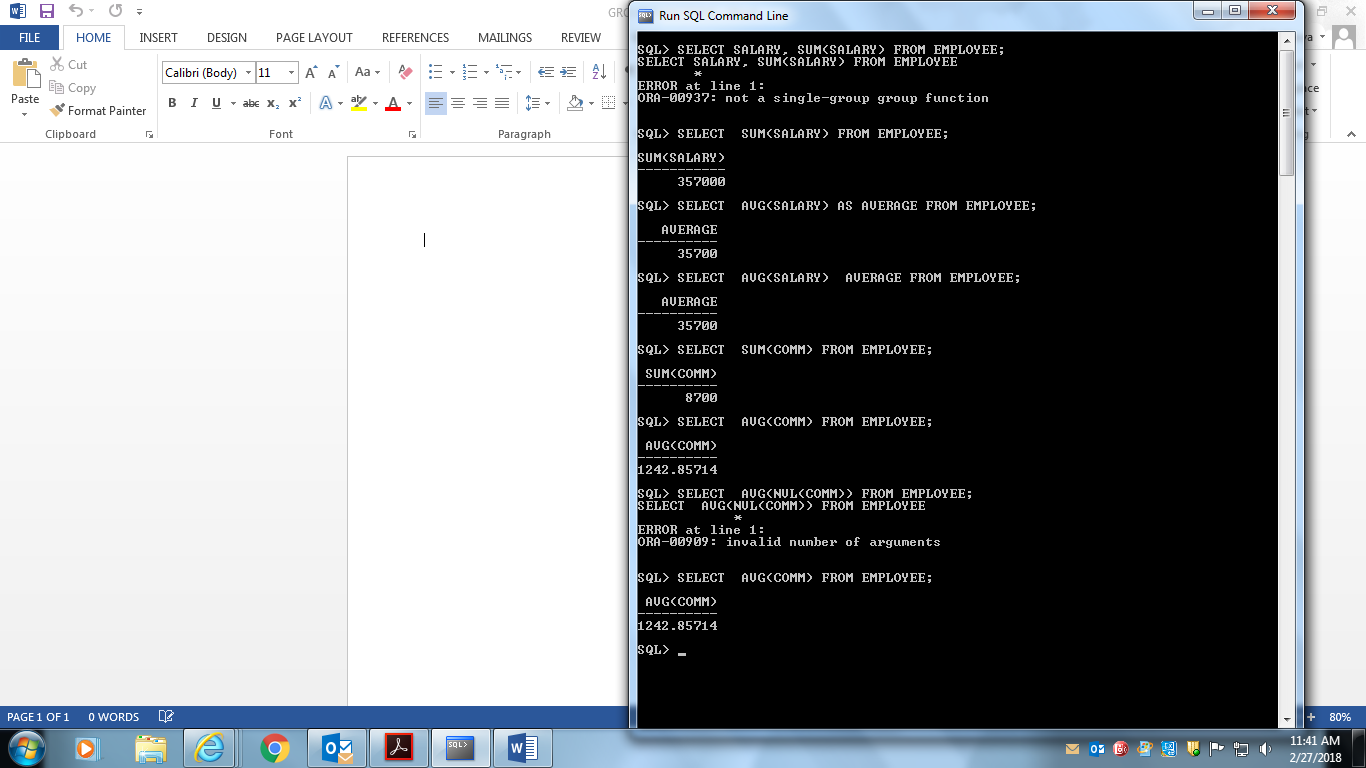 GRO
Run SQL Command Line
FILE HOME INSERT DESIGN PAGE LAYOUT REFERENCES MAILINGS REVIEW
Cut
Copy
Format Painter
Paste
Calibri (Body) 11
Clipboard Font Paragraph
SQL> SELECT SALARY, SUM(SALARY) FROM EMPLOYEE;
SELECT SALARY, SUM(SALARY) FROM EMPLOYEE
*
ERROR at line 1:
ORA-00937: not a single-group group function
SQL> SELECT  SUM(SALARY) FROM EMPLOYEE;
SUM(SALARY)
-----------
357000
SQL> SELECT  AVG(SALARY) AS AVERAGE FROM EMPLOYEE;
AVERAGE
----------
35700
SQL> SELECT  AVG(SALARY)  AVERAGE FROM EMPLOYEE;
AVERAGE
----------
35700
SQL> SELECT  SUM(COMM) FROM EMPLOYEE;
SUM(COMM)
----------
8700
SQL> SELECT  AVG(COMM) FROM EMPLOYEE;
AVG(COMM)
----------
1242.85714
SQL> SELECT  AVG(NVL(COMM)) FROM EMPLOYEE;
SELECT  AVG(NVL(COMM)) FROM EMPLOYEE
*
ERROR at line 1:
ORA-00909: invalid number of arguments
SQL> SELECT  AVG(COMM) FROM EMPLOYEE;
AVG(COMM)
----------
1242.85714
SQL> _
PAGE 1 OF 1 0 WORDS
80%
11:41 AM
2/27/2018